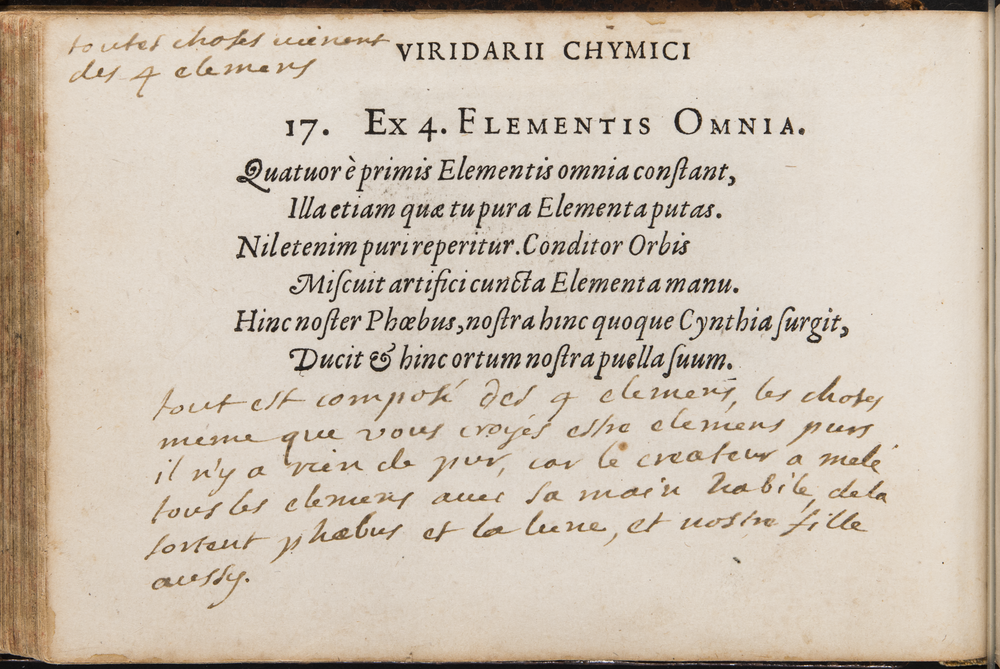 toutes choses vienent
des 4 elemens
VIRIDARII CHYMICI
17. EX 4. ELEMENTIS OMNIA.
Quatuor è primis Elementis omnia conſtant,
Illa etiam quæ tu pura Elementa putas.
Nil etenim puri reperitur. Conditor Orbis
Miſcuit artifici cuncta Elementa manu.
Hinc noſter Phœbus, noſtra hinc quoque Cynthia ſurgit,
Ducit & hinc ortum noſtra puella ſuum.
tout est composé des 4 elemens, les choses
meme que vous croyés estre elemens purs
il n'y a rien de pur, car le createur a melé
tous les elemens avec sa main habile, de la
sortent phœbus et la lune, et nostre fille
aussy.